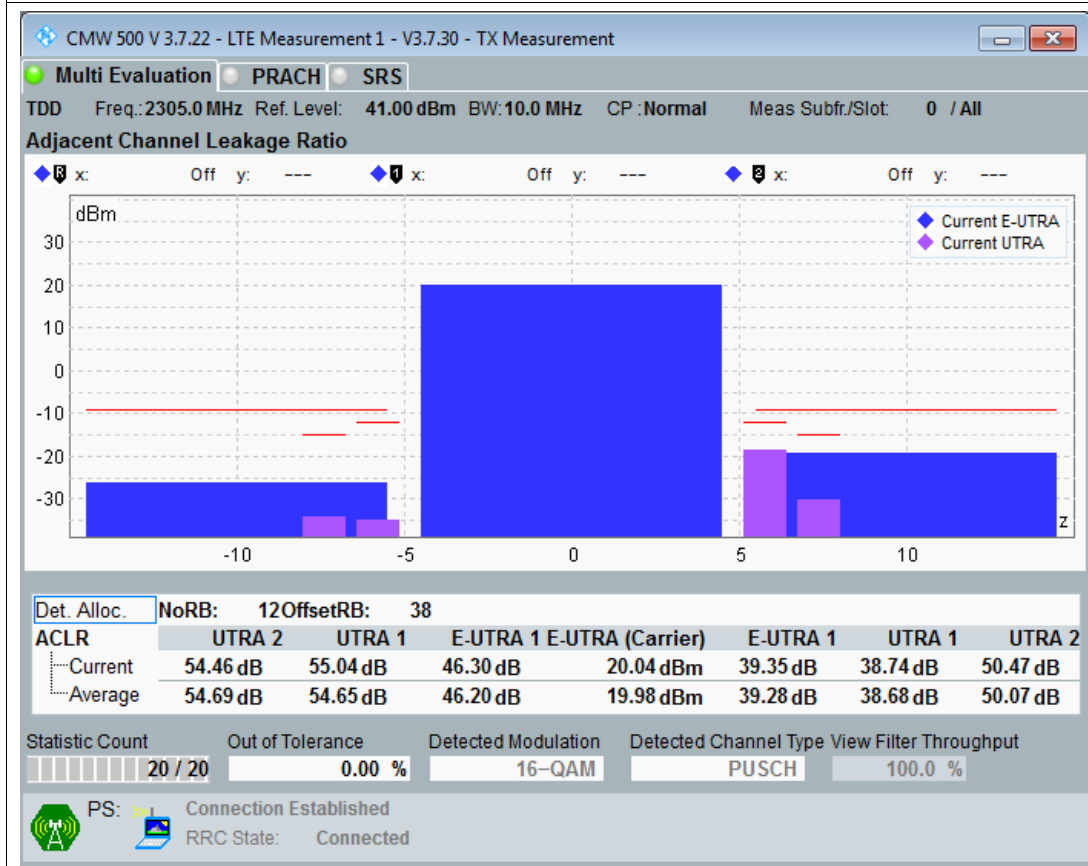 CMW 500 V 3.7.22 - LTE Measurement 1 - V3.7.30 - TX Measurement
Multi Evaluation PRACH SRS
TDD Freq.: 2305.0 MHz Ref. Level: 41.00 dBm BW: 10.0 MHz CP : Normal Meas Subfr./Slot: 0 / All
Adjacent Channel Leakage Ratio
R x: Off y: --- 1 x: Off y: --- 2 x: Off y: ---
dBm
Current E-UTRA
Current UTRA
30
20
10
0
-10
-20
-30
z
-10 -5 0 5 10
Det. Alloc. NoRB: 12 OffsetRB: 38
ACLR UTRA 2 UTRA 1 E-UTRA 1 E-UTRA (Carrier) E-UTRA 1 UTRA 1 UTRA 2
Current 54.46 dB 55.04 dB 46.30 dB 20.04 dBm 39.35 dB 38.74 dB 50.47 dB
Average 54.69 dB 54.65 dB 46.20 dB 19.98 dBm 39.28 dB 38.68 dB 50.07 dB
Statistic Count Out of Tolerance Detected Modulation Detected Channel Type View Filter Throughput
20 / 20 0.00 % 16-QAM PUSCH 100.0 %
PS: Connection Established
RRC State: Connected